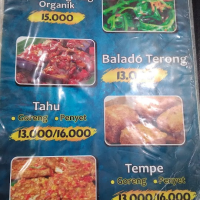 Organik
15.000
Balado Terong
13.000
Tahu
• Goreng • Penyet
13.000/16.000
Tempe
• Goreng • Penyet
13.000/16.000